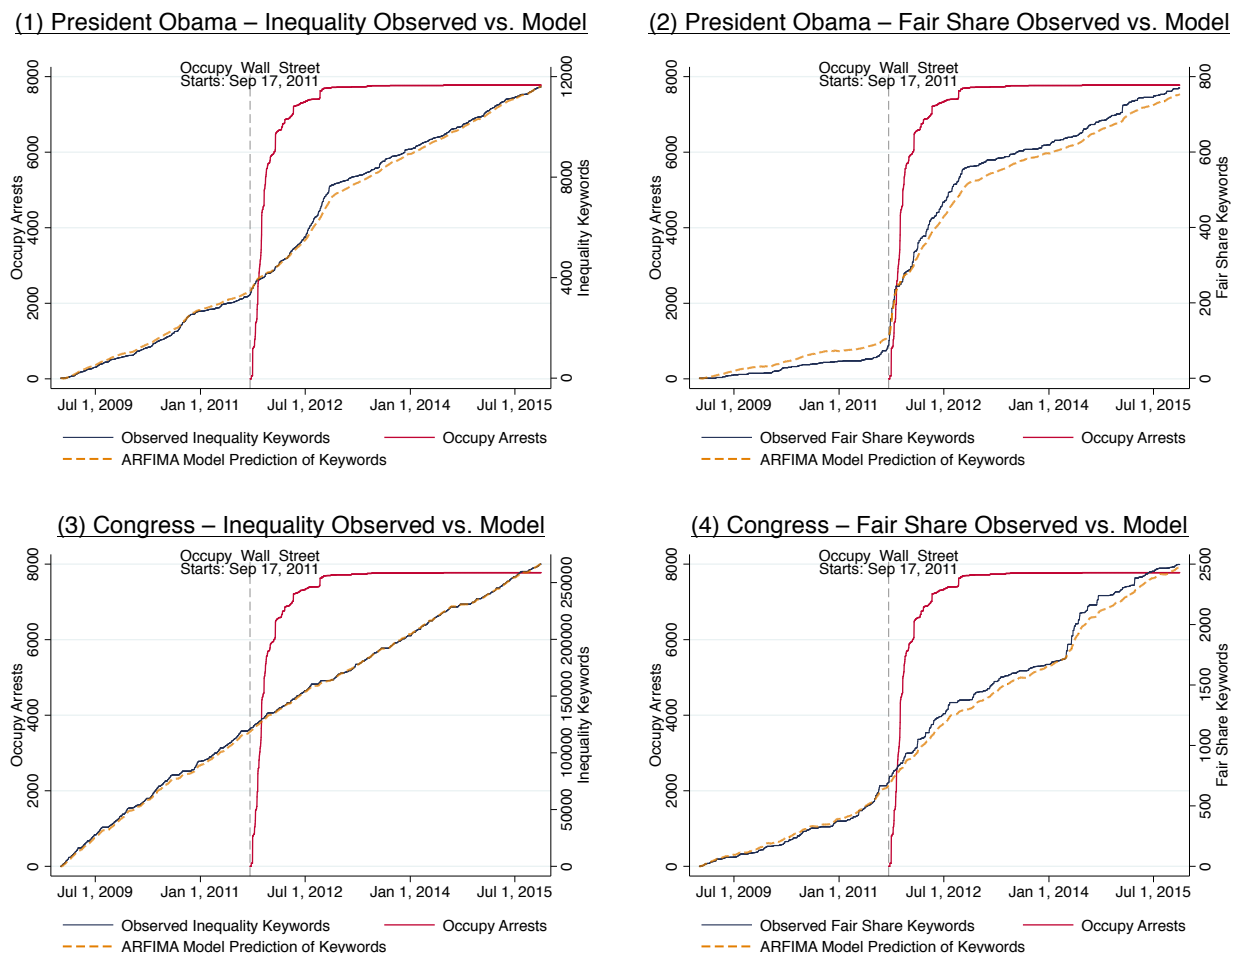 (1) President Obama – Inequality Observed vs. Model
Occupy Wall Street
Starts: Sep 17, 2011
Occupy Arrests
8000
6000
4000
2000
0
Inequality Keywords
12000
8000
4000
0
Jul 1, 2009 Jan 1, 2011 Jul 1, 2012 Jan 1, 2014 Jul 1, 2015
Observed Inequality Keywords Occupy Arrests
ARFIMA Model Prediction of Keywords
(2) President Obama – Fair Share Observed vs. Model
Occupy Wall Street
Starts: Sep 17, 2011
Occupy Arrests
8000
6000
4000
2000
0
Fair Share Keywords
800
600
40
200
0
Jul 1, 2009 Jan 1, 2011 Jul 1, 2012 Jan 1, 2014 Jul 1, 2015
Observed Fair Share Keywords Occupy Arrests
ARFIMA Model Prediction of Keywords
(3) Congress – Inequality Observed vs. Model
Occupy Wall Street
Starts: Sep 17, 2011
Occupy Arrests
8000
6000
4000
2000
0
Inequality Keywords
250000
200000
150000
100000
50000
0
Jul 1, 2009 Jan 1, 2011 Jul 1, 2012 Jan 1, 2014 Jul 1, 2015
Observed Inequality Keywords Occupy Arrests
ARFIMA Model Prediction of Keywords
(4) Congress – Fair Share Observed vs. Model
Occupy Wall Street
Starts: Sep 17, 2011
Occupy Arrests
8000
6000
4000
2000
0
Fair Share Keywords
2500
2000
1500
1000
500
0
Jul 1, 2009 Jan 1, 2011 Jul 1, 2012 Jan 1, 2014 Jul 1, 2015
Observed Fair Share Keywords Occupy Arrests
ARFIMA Model Prediction of Keywords